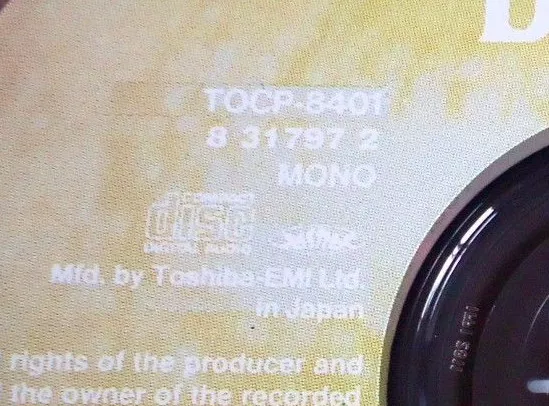 TOCP-8401
8 31797 2
MONO
COMPACT
disc
DIGITAL AUDIO
Mfd. by Toshiba-EMI Ltd.
in Japan
rights of the producer and
the owner of the recorded